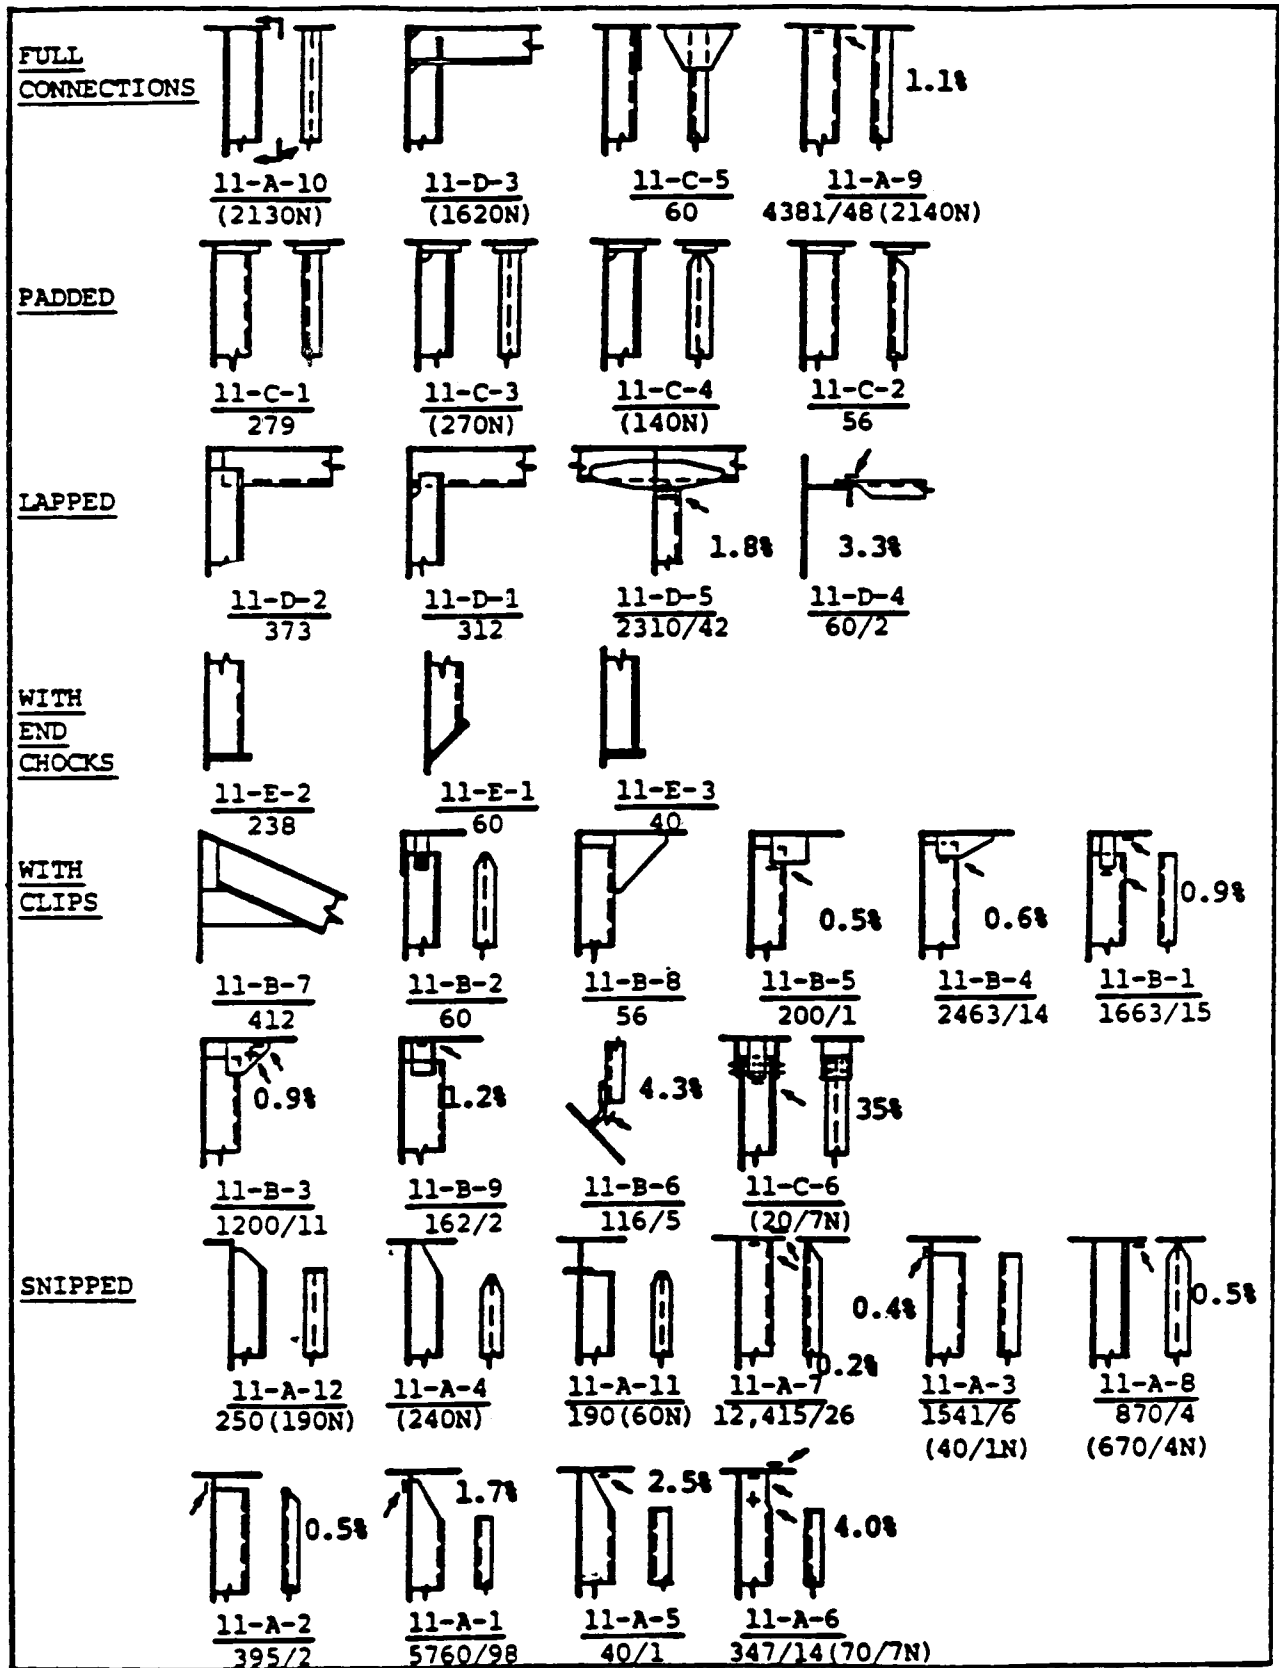 FULL
CONNECTIONS
1.1%
11-A-10 11-D-3 11-C-5 11-A-9
(2130N) (1620N) 60 4381/48(2140N)
PADDED
11-C-1 11-C-3 11-C-4 11-C-2
279 (270N) (140N) 56
LAPPED
1.8% 3.3%
11-D-2 11-D-1 11-D-5 11-D-4
373 312 2310/42 60/2
WITH
END
CHOCKS
11-E-2 11-E-1 11-E-3
238 60 40
WITH
CLIPS
0.5% 0.6% 0.9%
11-B-7 11-B-2 11-B-8 11-B-5 11-B-4 11-B-1
412 60 56 200/1 2463/14 1663/15
0.9% 1.2% 4.3% 35%
11-B-3 11-B-9 11-B-6 11-C-6
1200/11 162/2 116/5 (20/7N)
SNIPPED
0.2% 0.4% 0.5%
11-A-12 11-A-4 11-A-11 11-A-7 11-A-3 11-A-8
250(190N) (240N) 190(60N) 12,415/26 1541/6 870/4
(40/1N) (670/4N)
0.5% 1.7% 2.5% 4.0%
11-A-2 11-A-1 11-A-5 11-A-6
395/2 5760/98 40/1 347/14(70/7N)